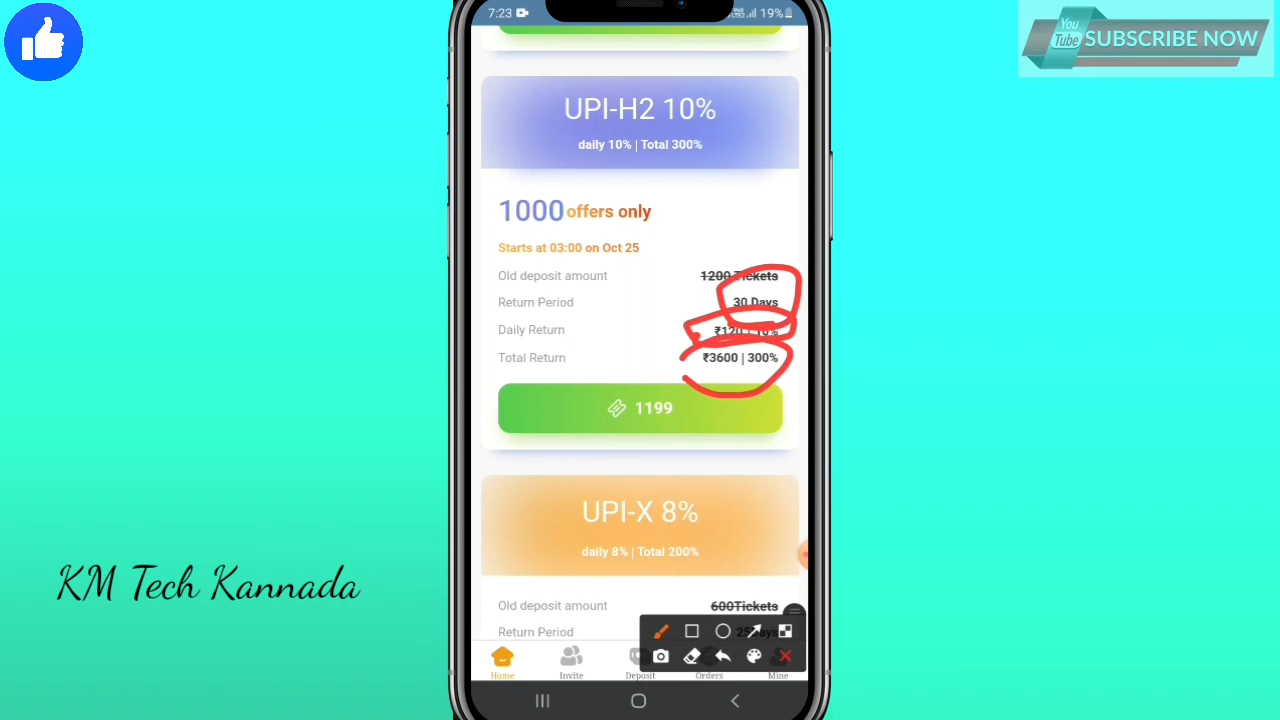 7:23
19%
You
Tube
SUBSCRIBE NOW
UPI-H2 10%
daily 10% | Total 300%
1000 offers only
Starts at 03:00 on Oct 25
Old deposit amount 1200 Tickets
Return Period 30 Days
Daily Return ₹120 | 10%
Total Return ₹3600 | 300%
1199
UPI-X 8%
daily 8% | Total 200%
KM Tech Kannada
Old deposit amount 600Tickets
Return Period
Home Invite Deposit Orders Mine